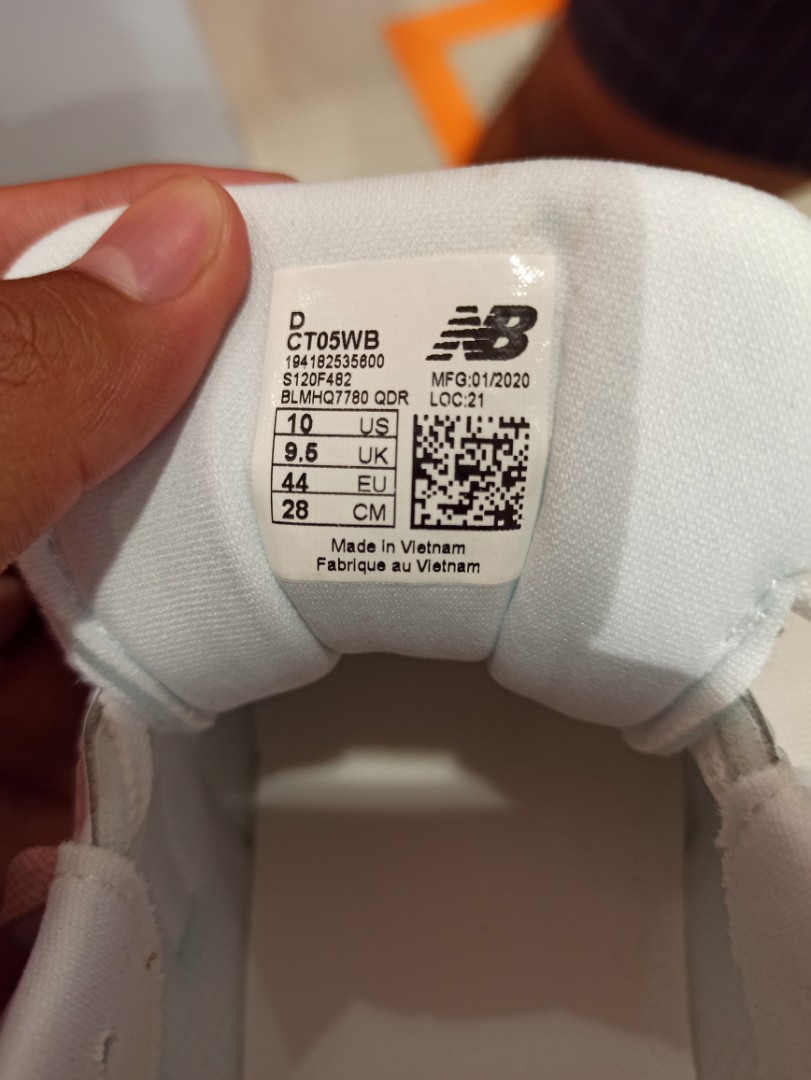 D
CT05WB
194182535600
S120F482
BLMHQ7780 QDR
NB
MFG:01/2020
LOC:21
10 US
9.5 UK
44 EU
28 CM
Made in Vietnam
Fabrique au Vietnam